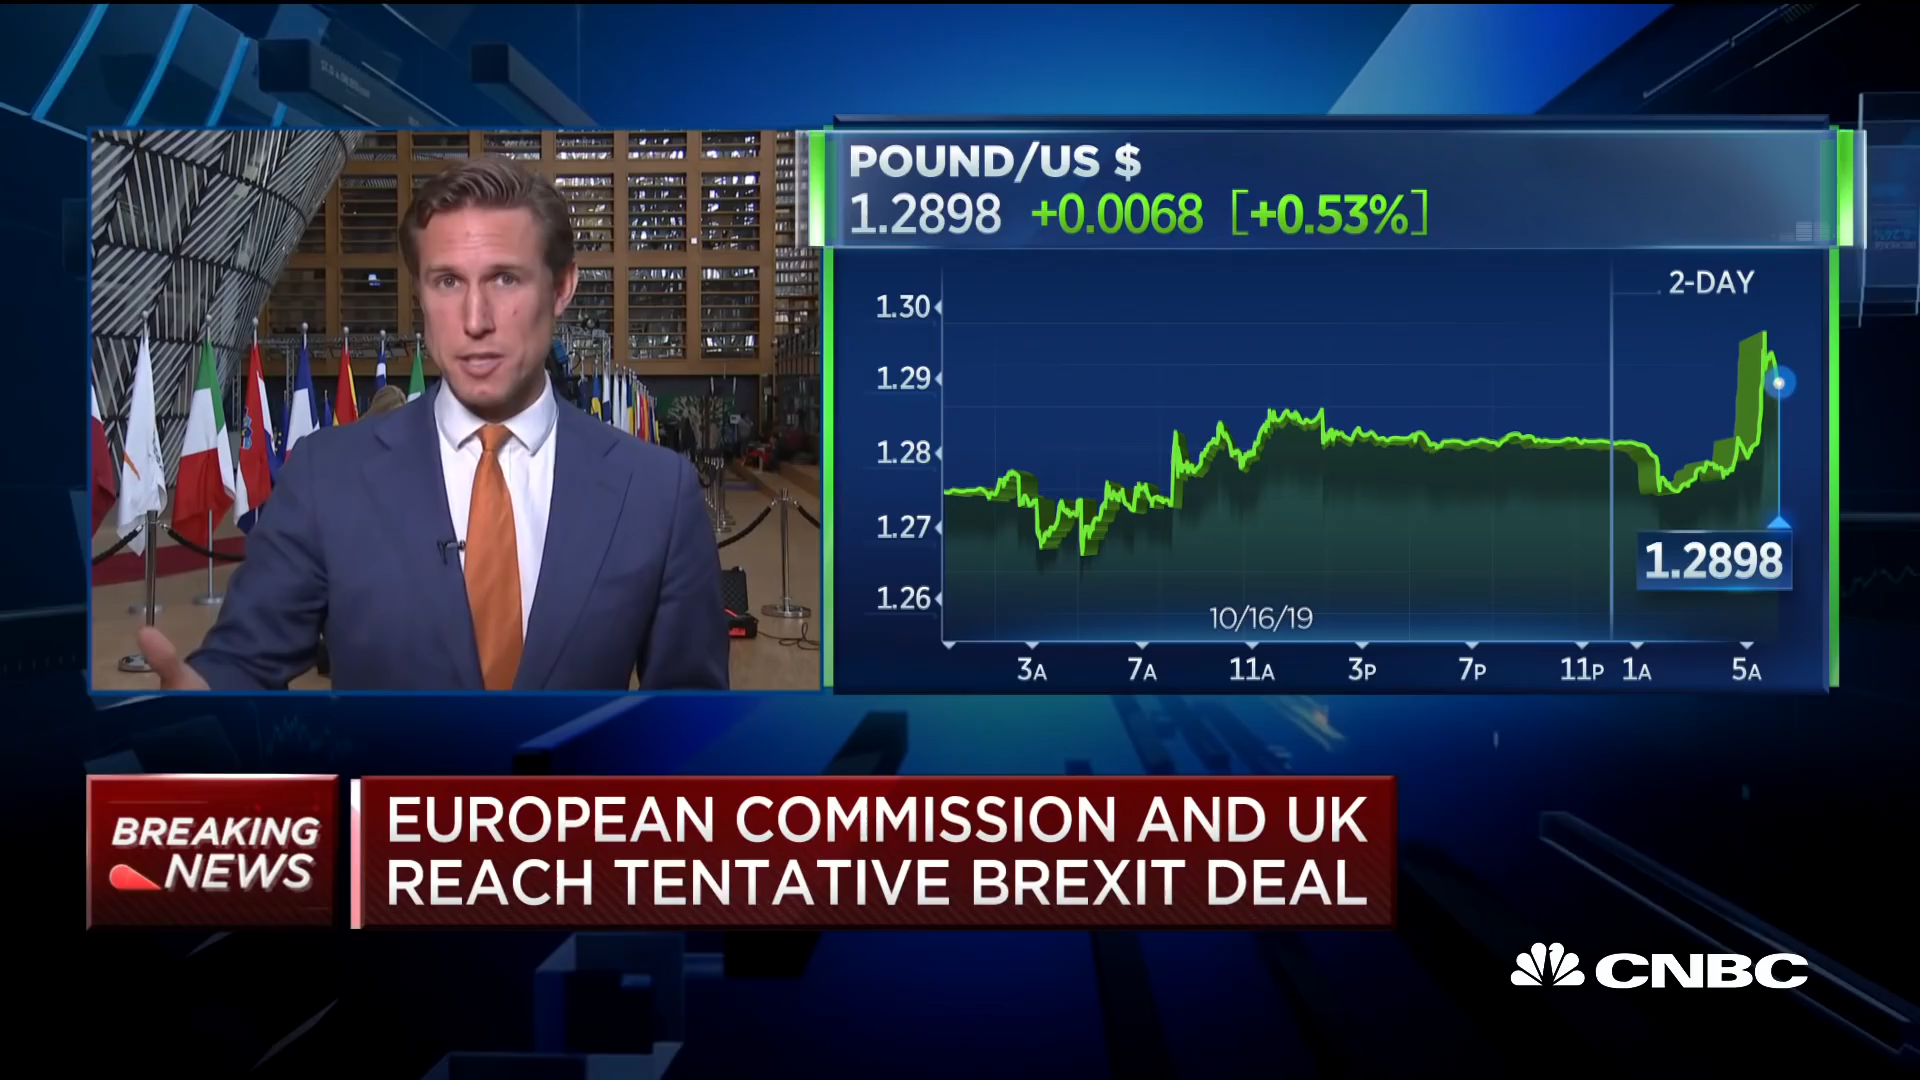 POUND/US $
1.2898 +0.0068 [+0.53%]
2-DAY
1.30
1.29
1.28
1.27
1.26
1.2898
10/16/19
3A 7A 11A 3P 7P 11P 1A 5A
BREAKING
NEWS
EUROPEAN COMMISSION AND UK
REACH TENTATIVE BREXIT DEAL
CNBC